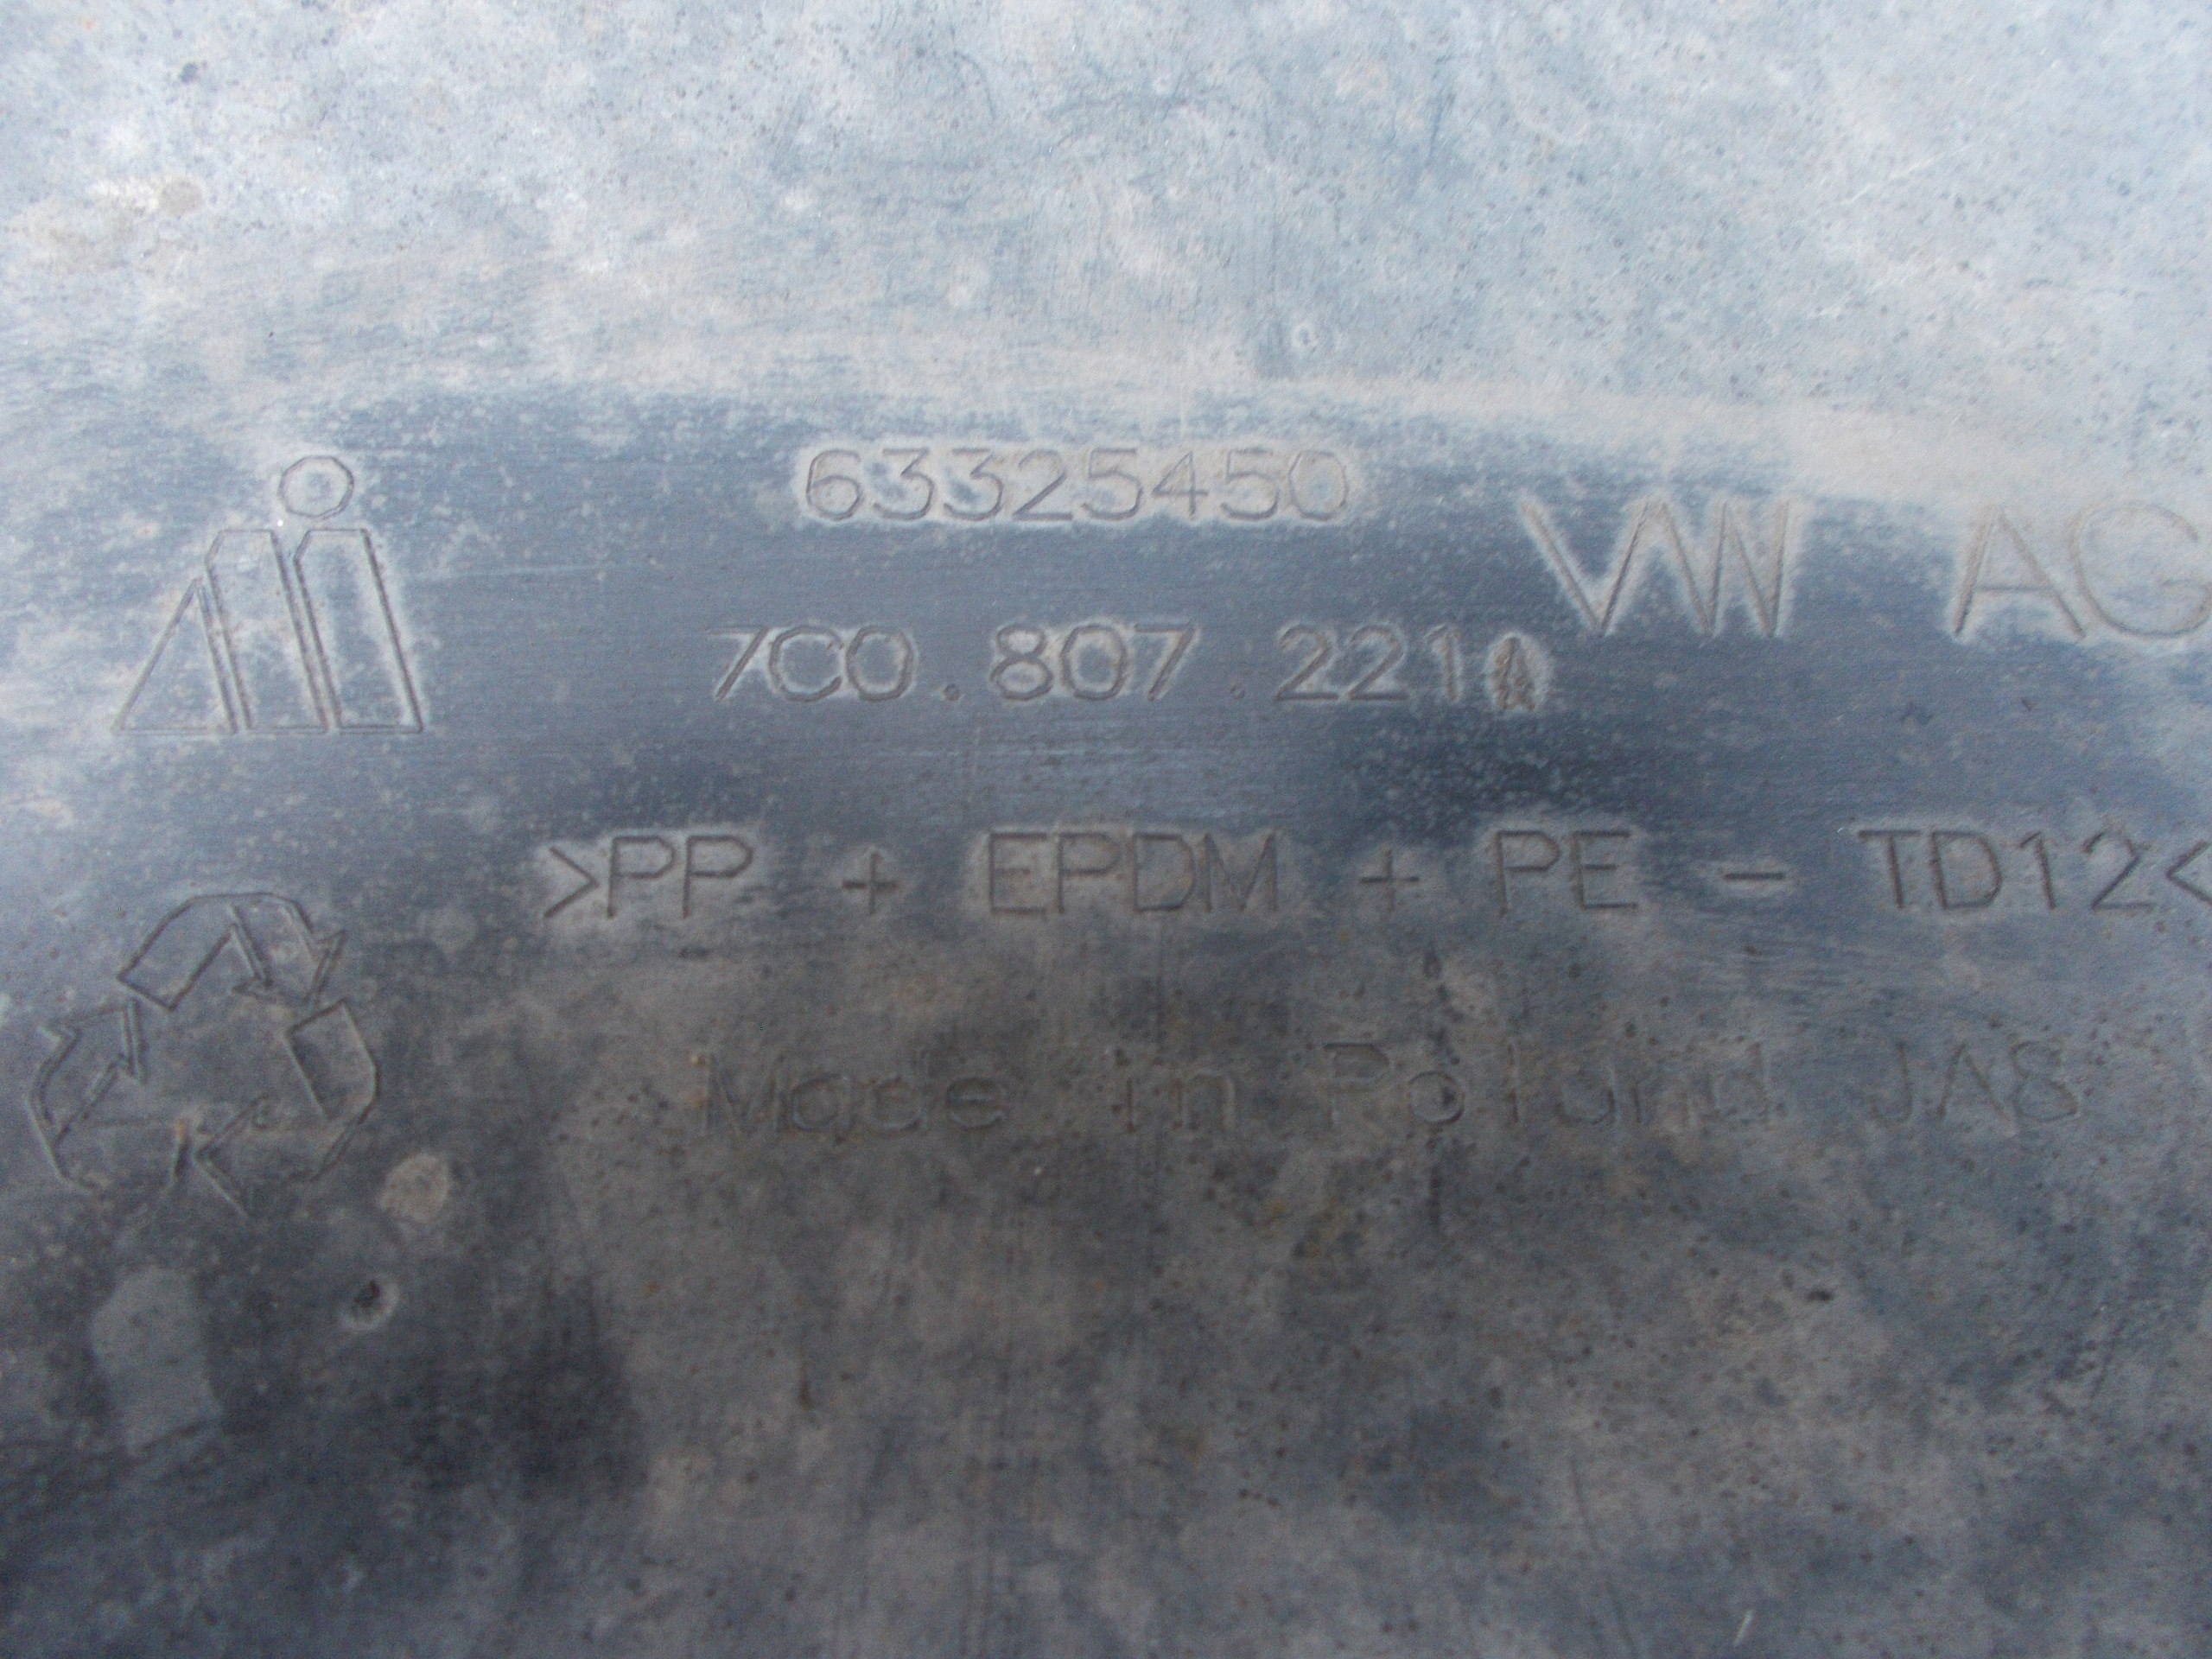 63325450
VW AG
7C0.807.221A
>PP + EPDM + PE - TD12<
Made in Poland JAS